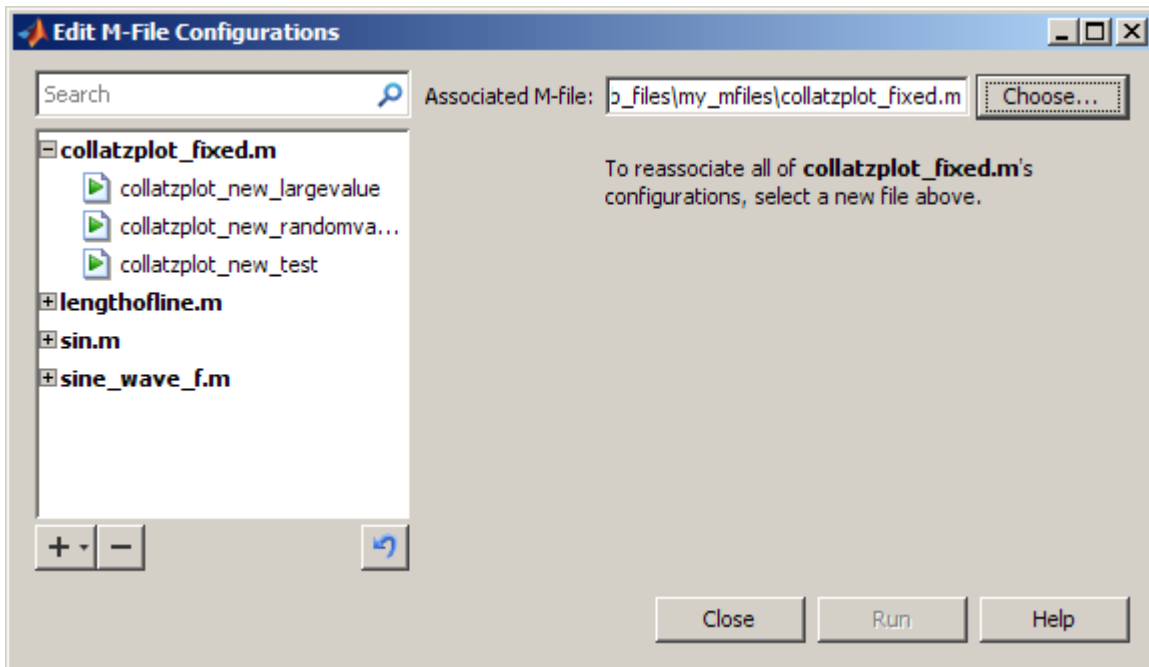 Edit M-File Configurations
Search
Associated M-file:
_files\my_mfiles\collatzplot_fixed.m
Choose...
collatzplot_fixed.m
collatzplot_new_largevalue
collatzplot_new_randomva...
collatzplot_new_test
lengthofline.m
sin.m
sine_wave_f.m
To reassociate all of collatzplot_fixed.m's
configurations, select a new file above.
Close
Run
Help